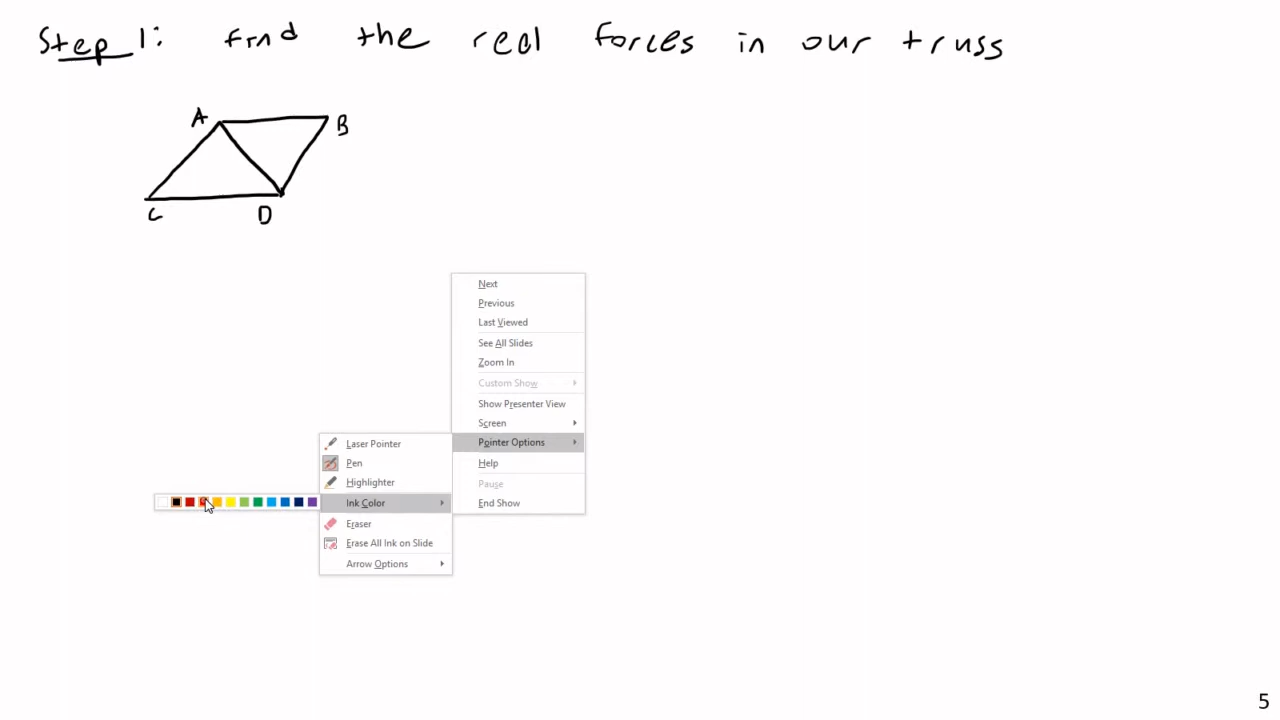 Step 1: find the real forces in our truss
A
B
C
D
Next
Previous
Last Viewed
See All Slides
Zoom In
Custom Show
Show Presenter View
Screen
Pointer Options
Help
Pause
End Show
Laser Pointer
Pen
Highlighter
Ink Color
Eraser
Erase All Ink on Slide
Arrow Options
5